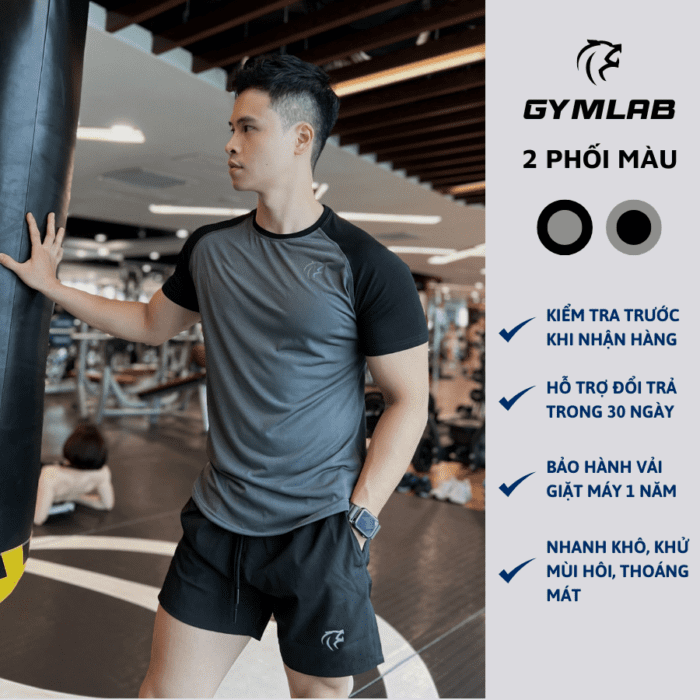 GYMLAB
2 PHỐI MÀU
KIỂM TRA TRƯỚC
KHI NHẬN HÀNG
HỖ TRỢ ĐỔI TRẢ
TRONG 30 NGÀY
BẢO HÀNH VẢI
GIẶT MÁY 1 NĂM
NHANH KHÔ, KHỬ
MÙI HÔI, THOÁNG
MÁT